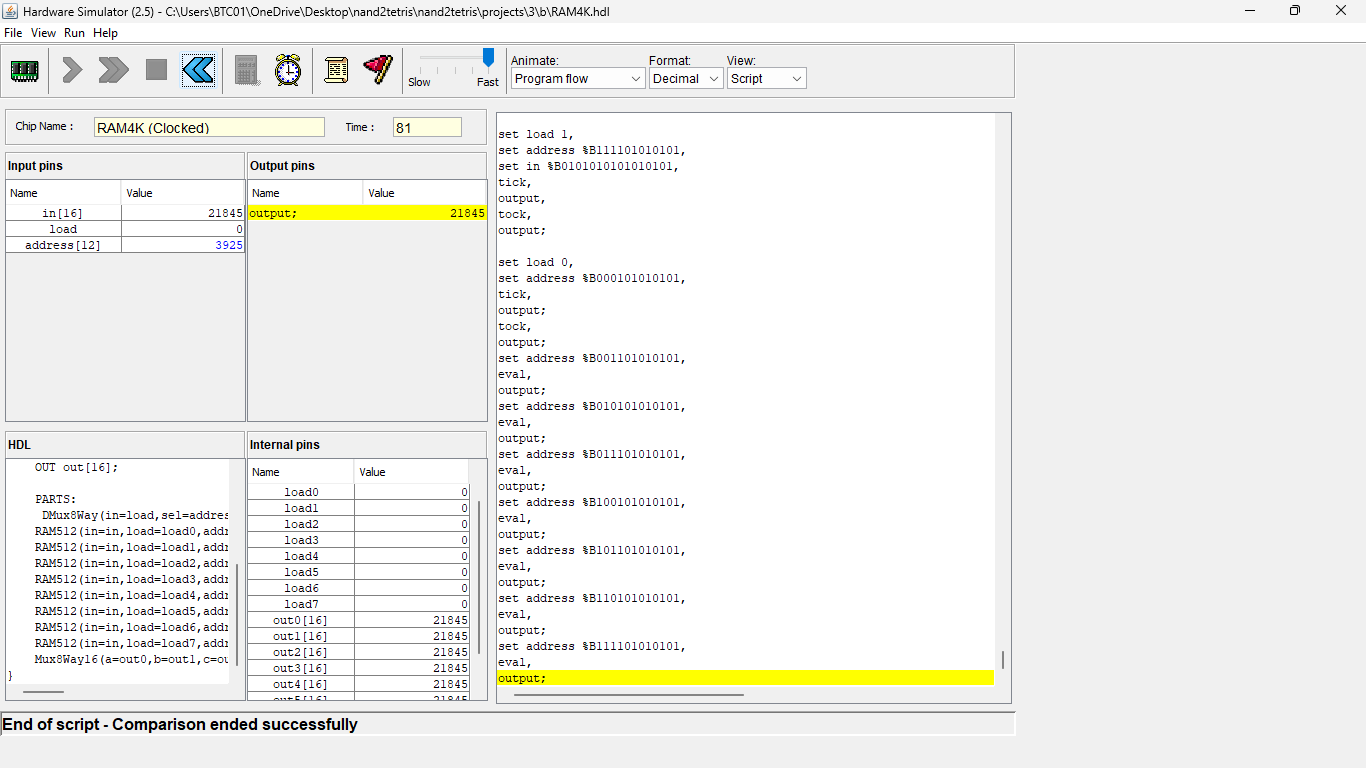 Hardware Simulator (2.5) - C:\Users\BTC01\OneDrive\Desktop\nand2tetris\nand2tetris\projects\3\b\RAM4K.hdl
File View Run Help
Slow
Fast
Animate:
Program flow
Format:
Decimal
View:
Script
Chip Name :
RAM4K (Clocked)
Time :
81
Input pins
Name Value
in[16] 21845
load 0
address[12] 3925
Output pins
Name Value
output; 21845
HDL
OUT out[16];
PARTS:
DMux8Way(in=load,sel=addres
RAM512(in=in,load=load0,addr
RAM512(in=in,load=load1,addr
RAM512(in=in,load=load2,addr
RAM512(in=in,load=load3,addr
RAM512(in=in,load=load4,addr
RAM512(in=in,load=load5,addr
RAM512(in=in,load=load6,addr
RAM512(in=in,load=load7,addr
Mux8Way16(a=out0,b=out1,c=ou
}
Internal pins
Name Value
load0 0
load1 0
load2 0
load3 0
load4 0
load5 0
load6 0
load7 0
out0[16] 21845
out1[16] 21845
out2[16] 21845
out3[16] 21845
out4[16] 21845
out5[16] 21845
set load 1,
set address %B111101010101,
set in %B0101010101010101,
tick,
output,
tock,
output;
set load 0,
set address %B000101010101,
tick,
output;
tock,
output;
set address %B001101010101,
eval,
output;
set address %B010101010101,
eval,
output;
set address %B011101010101,
eval,
output;
set address %B100101010101,
eval,
output;
set address %B101101010101,
eval,
output;
set address %B110101010101,
eval,
output;
set address %B111101010101,
eval,
output;
End of script - Comparison ended successfully